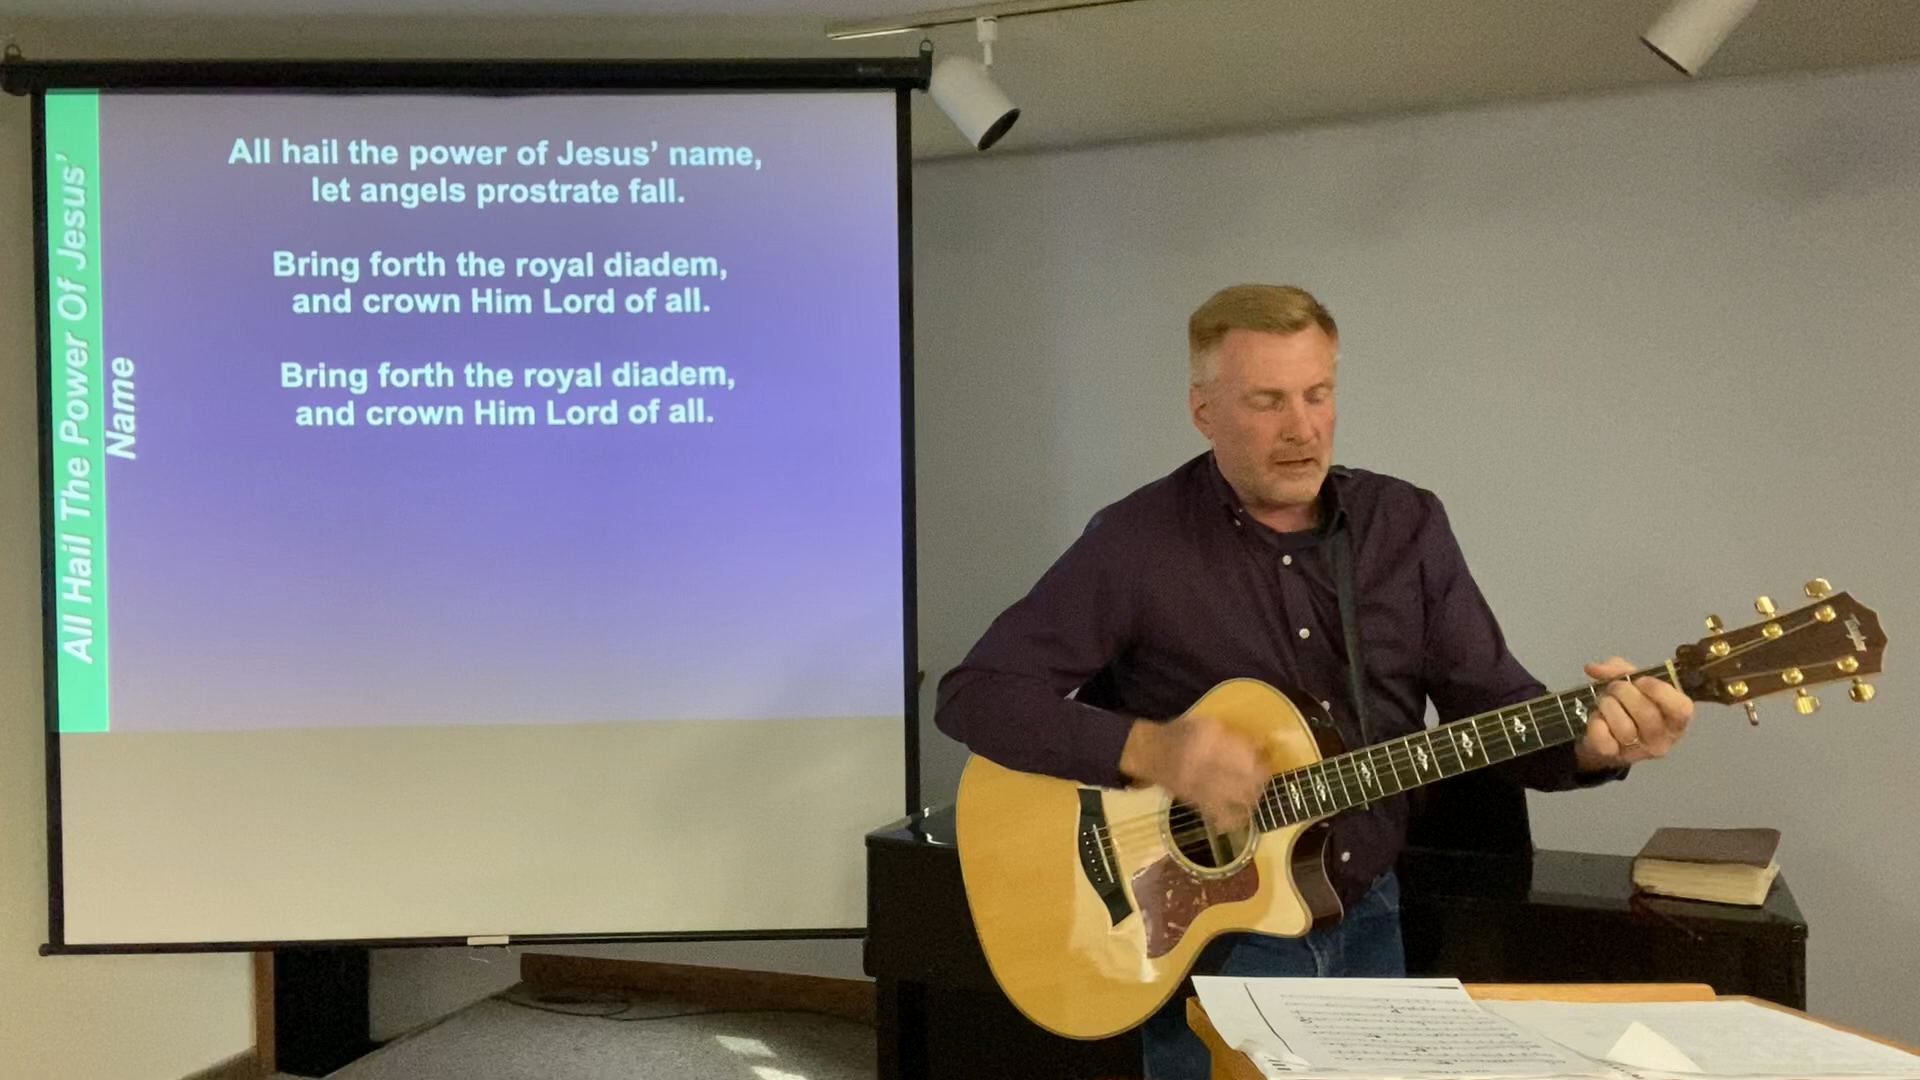 All Hail The Power Of Jesus'
Name
All hail the power of Jesus' name,
let angels prostrate fall.
Bring forth the royal diadem,
and crown Him Lord of all.
Bring forth the royal diadem,
and crown Him Lord of all.
Taylor